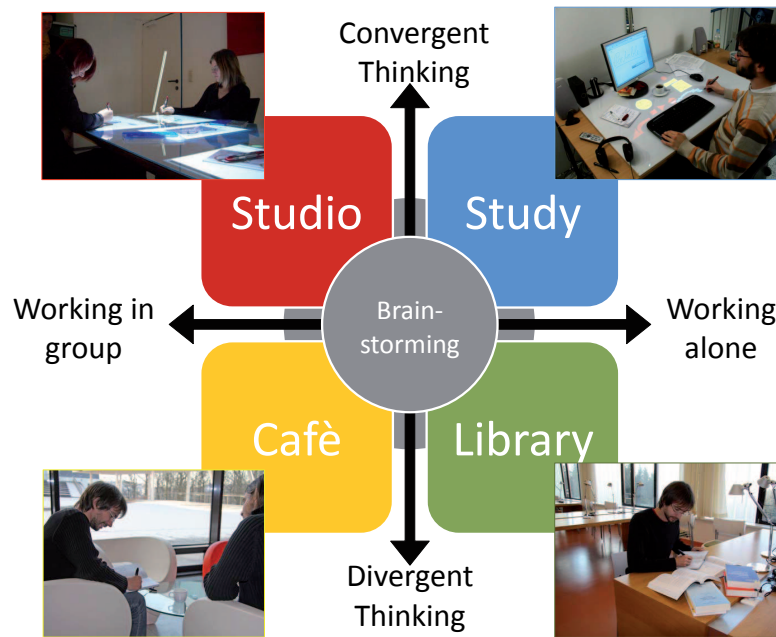 Convergent
Thinking
Studio
Study
Working in
group
Brain-
storming
Working
alone
Cafè
Library
Divergent
Thinking